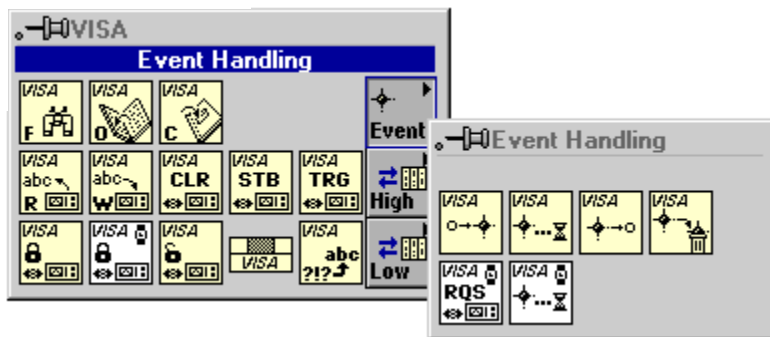 VISA
Event Handling
VISA VISA VISA
F O C
Event
VISA VISA VISA VISA VISA
abc abc CLR STB TRG
R W
High
VISA VISA VISA VISA VISA
abc
?!?
Low
Event Handling
VISA VISA VISA VISA
VISA VISA
RQS